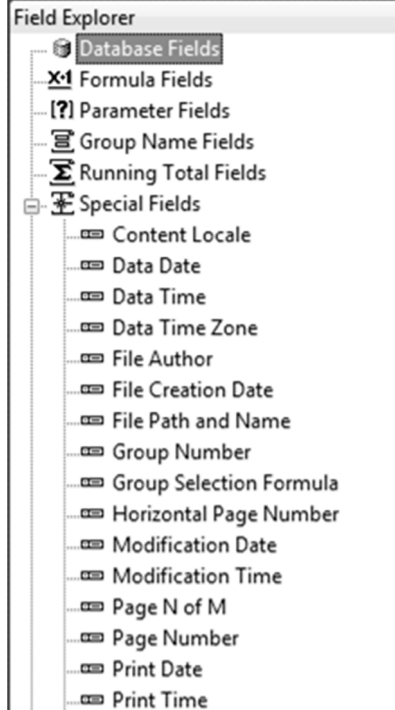 Field Explorer
Database Fields
Formula Fields
Parameter Fields
Group Name Fields
Running Total Fields
Special Fields
Content Locale
Data Date
Data Time
Data Time Zone
File Author
File Creation Date
File Path and Name
Group Number
Group Selection Formula
Horizontal Page Number
Modification Date
Modification Time
Page N of M
Page Number
Print Date
Print Time